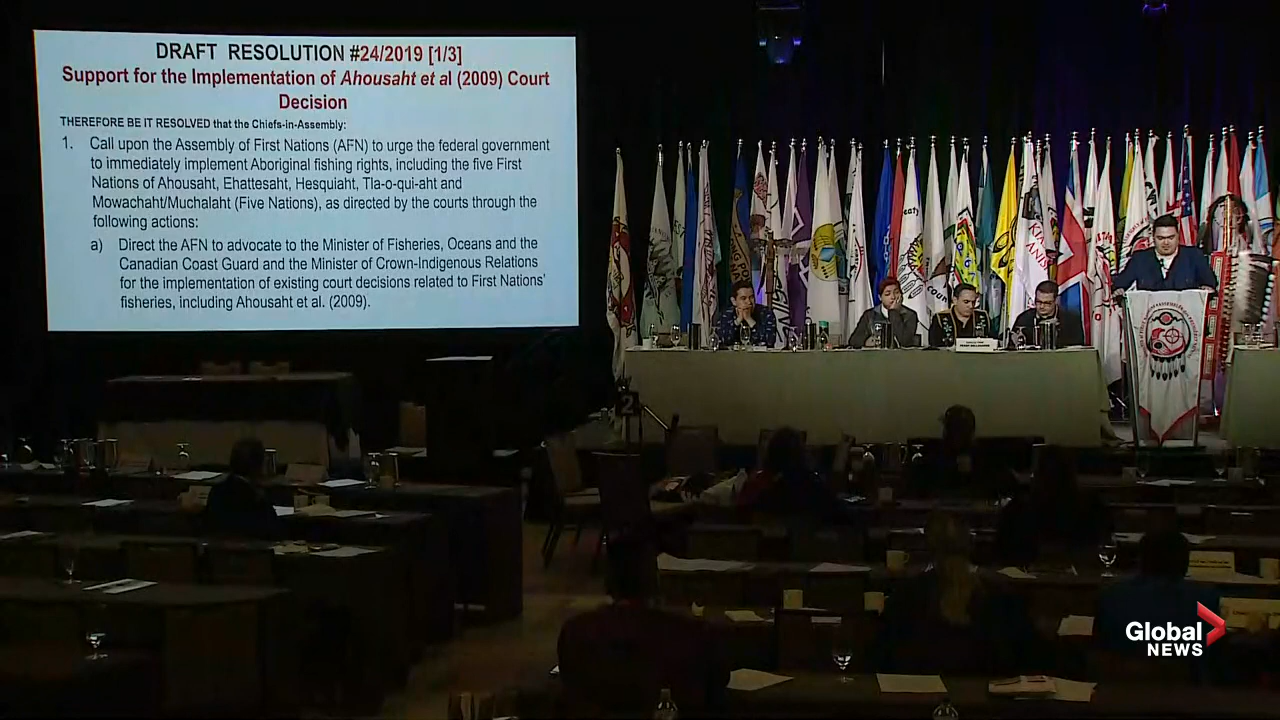 DRAFT RESOLUTION #24/2019 [1/3]
Support for the Implementation of Ahousaht et al (2009) Court
Decision
THEREFORE BE IT RESOLVED that the Chiefs-in-Assembly:
1. Call upon the Assembly of First Nations (AFN) to urge the federal government
to immediately implement Aboriginal fishing rights, including the five First
Nations of Ahousaht, Ehattesaht, Hesquiaht, Tla-o-qui-aht and
Mowachaht/Muchalaht (Five Nations), as directed by the courts through the
following actions:
a) Direct the AFN to advocate to the Minister of Fisheries, Oceans and the
Canadian Coast Guard and the Minister of Crown-Indigenous Relations
for the implementation of existing court decisions related to First Nations'
fisheries, including Ahousaht et al. (2009).
2
Global
NEWS